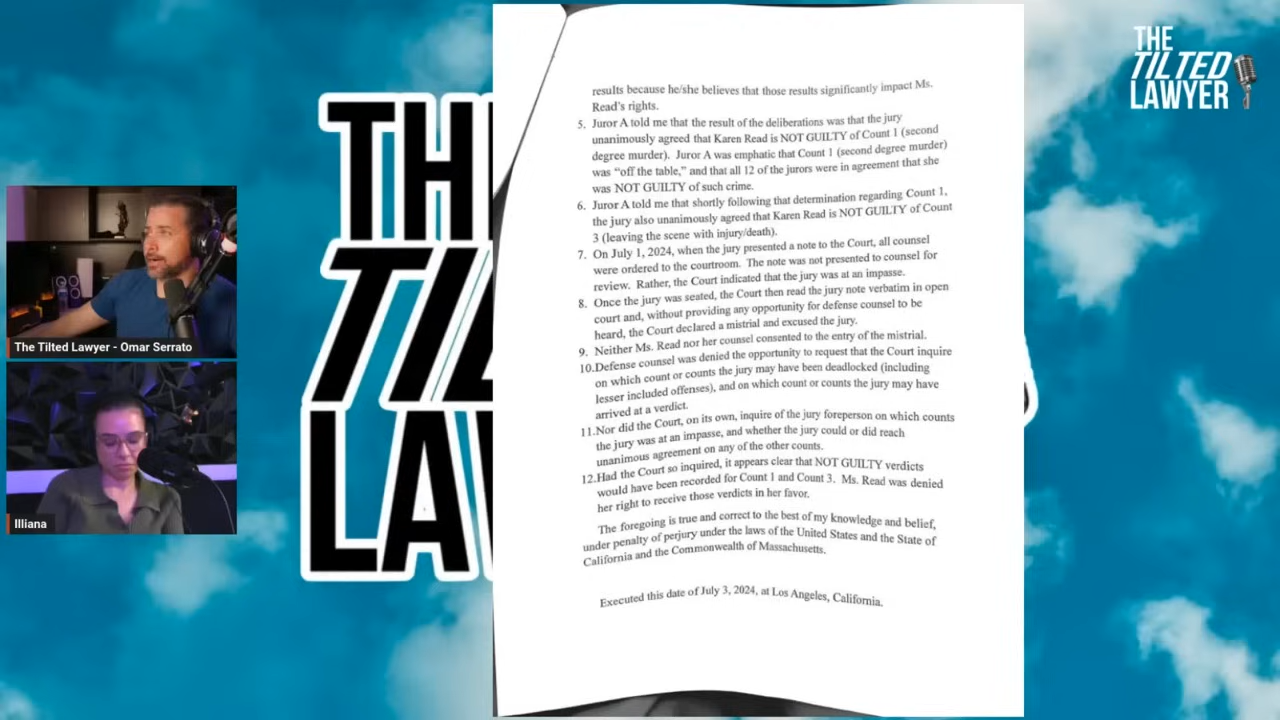 THE
TILTED
LAWYER
TH
TIL
LAW
results because he/she believes that those results significantly impact Ms.
Read's rights.
5. Juror A told me that the result of the deliberations was that the jury
unanimously agreed that Karen Read is NOT GUILTY of Count 1 (second
degree murder). Juror A was emphatic that Count 1 (second degree murder)
was "off the table," and that all 12 of the jurors were in agreement that she
was NOT GUILTY of such crime.
6. Juror A told me that shortly following that determination regarding Count 1,
the jury also unanimously agreed that Karen Read is NOT GUILTY of Count
3 (leaving the scene with injury/death).
7. On July 1, 2024, when the jury presented a note to the Court, all counsel
were ordered to the courtroom. The note was not presented to counsel for
review. Rather, the Court indicated that the jury was at an impasse.
8. Once the jury was seated, the Court then read the jury note verbatim in open
court and, without providing any opportunity for defense counsel to be
heard, the Court declared a mistrial and excused the jury.
9. Neither Ms. Read nor her counsel consented to the entry of the mistrial.
10.Defense counsel was denied the opportunity to request that the Court inquire
on which count or counts the jury may have been deadlocked (including
lesser included offenses), and on which count or counts the jury may have
arrived at a verdict.
11.Nor did the Court, on its own, inquire of the jury foreperson on which counts
the jury was at an impasse, and whether the jury could or did reach
unanimous agreement on any of the other counts.
12.Had the Court so inquired, it appears clear that NOT GUILTY verdicts
would have been recorded for Count 1 and Count 3. Ms. Read was denied
her right to receive those verdicts in her favor.
The foregoing is true and correct to the best of my knowledge and belief,
under penalty of perjury under the laws of the United States and the State of
California and the Commonwealth of Massachusetts.
Executed this date of July 3, 2024, at Los Angeles, California.
The Tilted Lawyer - Omar Serrato
Illiana